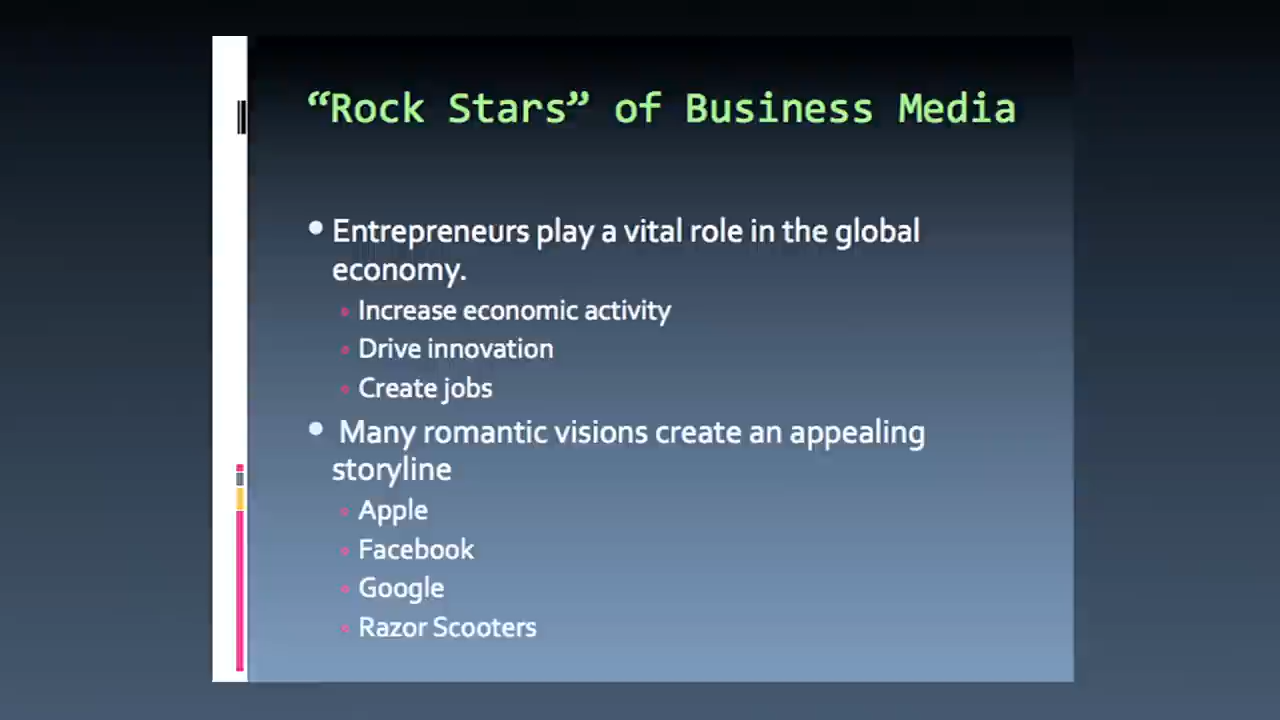 “Rock Stars” of Business Media
• Entrepreneurs play a vital role in the global
economy.
▪ Increase economic activity
▪ Drive innovation
▪ Create jobs
• Many romantic visions create an appealing
storyline
▪ Apple
▪ Facebook
▪ Google
▪ Razor Scooters